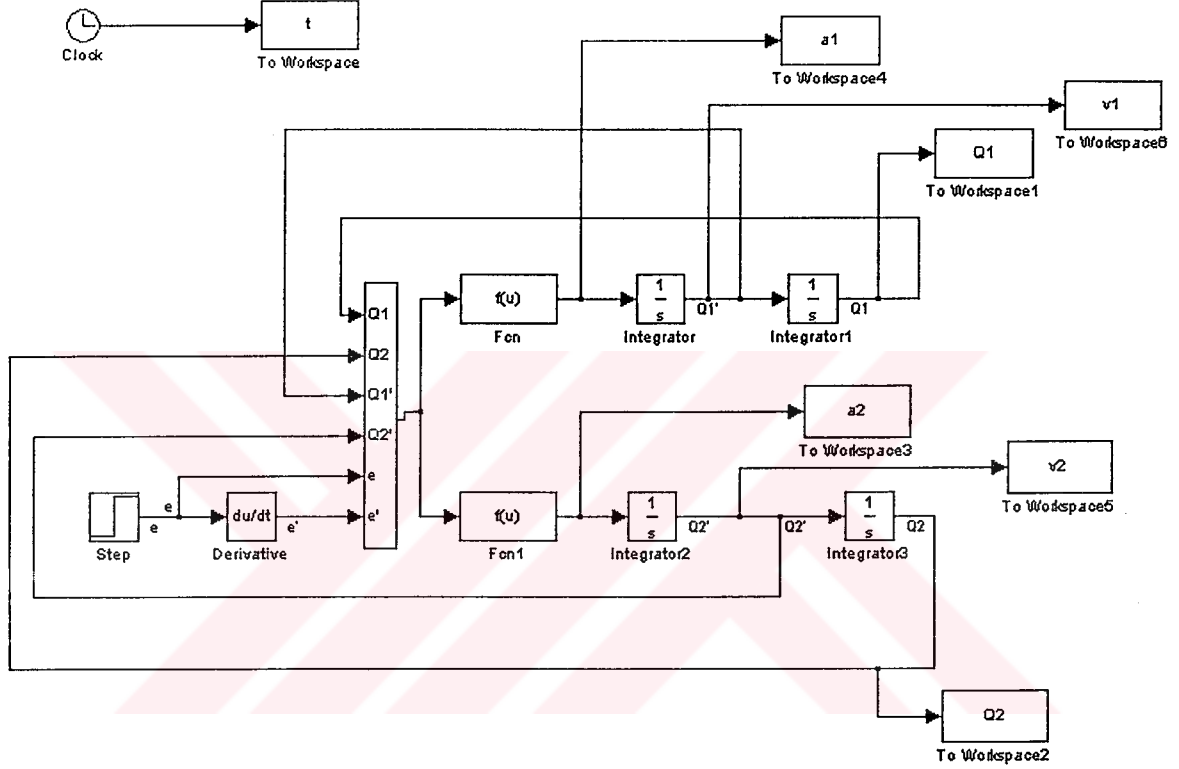 t
Clock
To Workspace
a1
To Workspace4
v1
To Workspace6
Q1
To Workspace1
Q1
Q2
Q1'
Q2'
e
e'
f(u)
Fcn
1
s
Integrator
Q1'
1
s
Integrator1
Q1
a2
To Workspace3
v2
To Workspace5
Step
e
e
du/dt
Derivative
e'
f(u)
Fcn1
1
s
Integrator2
Q2'
Q2'
1
s
Integrator3
Q2
Q2
To Workspace2